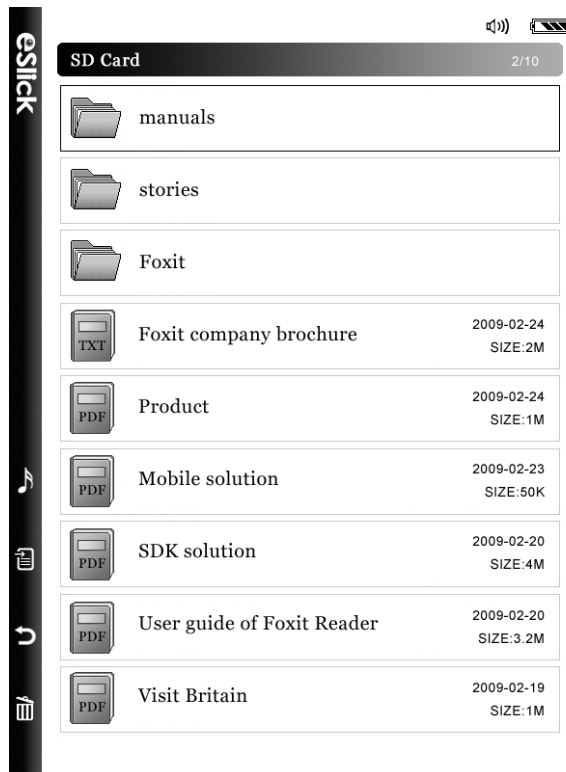 eSlick
SD Card 2/10
manuals
stories
Foxit
TXT Foxit company brochure 2009-02-24
SIZE:2M
PDF Product 2009-02-24
SIZE:1M
PDF Mobile solution 2009-02-23
SIZE:50K
PDF SDK solution 2009-02-20
SIZE:4M
PDF User guide of Foxit Reader 2009-02-20
SIZE:3.2M
PDF Visit Britain 2009-02-19
SIZE:1M